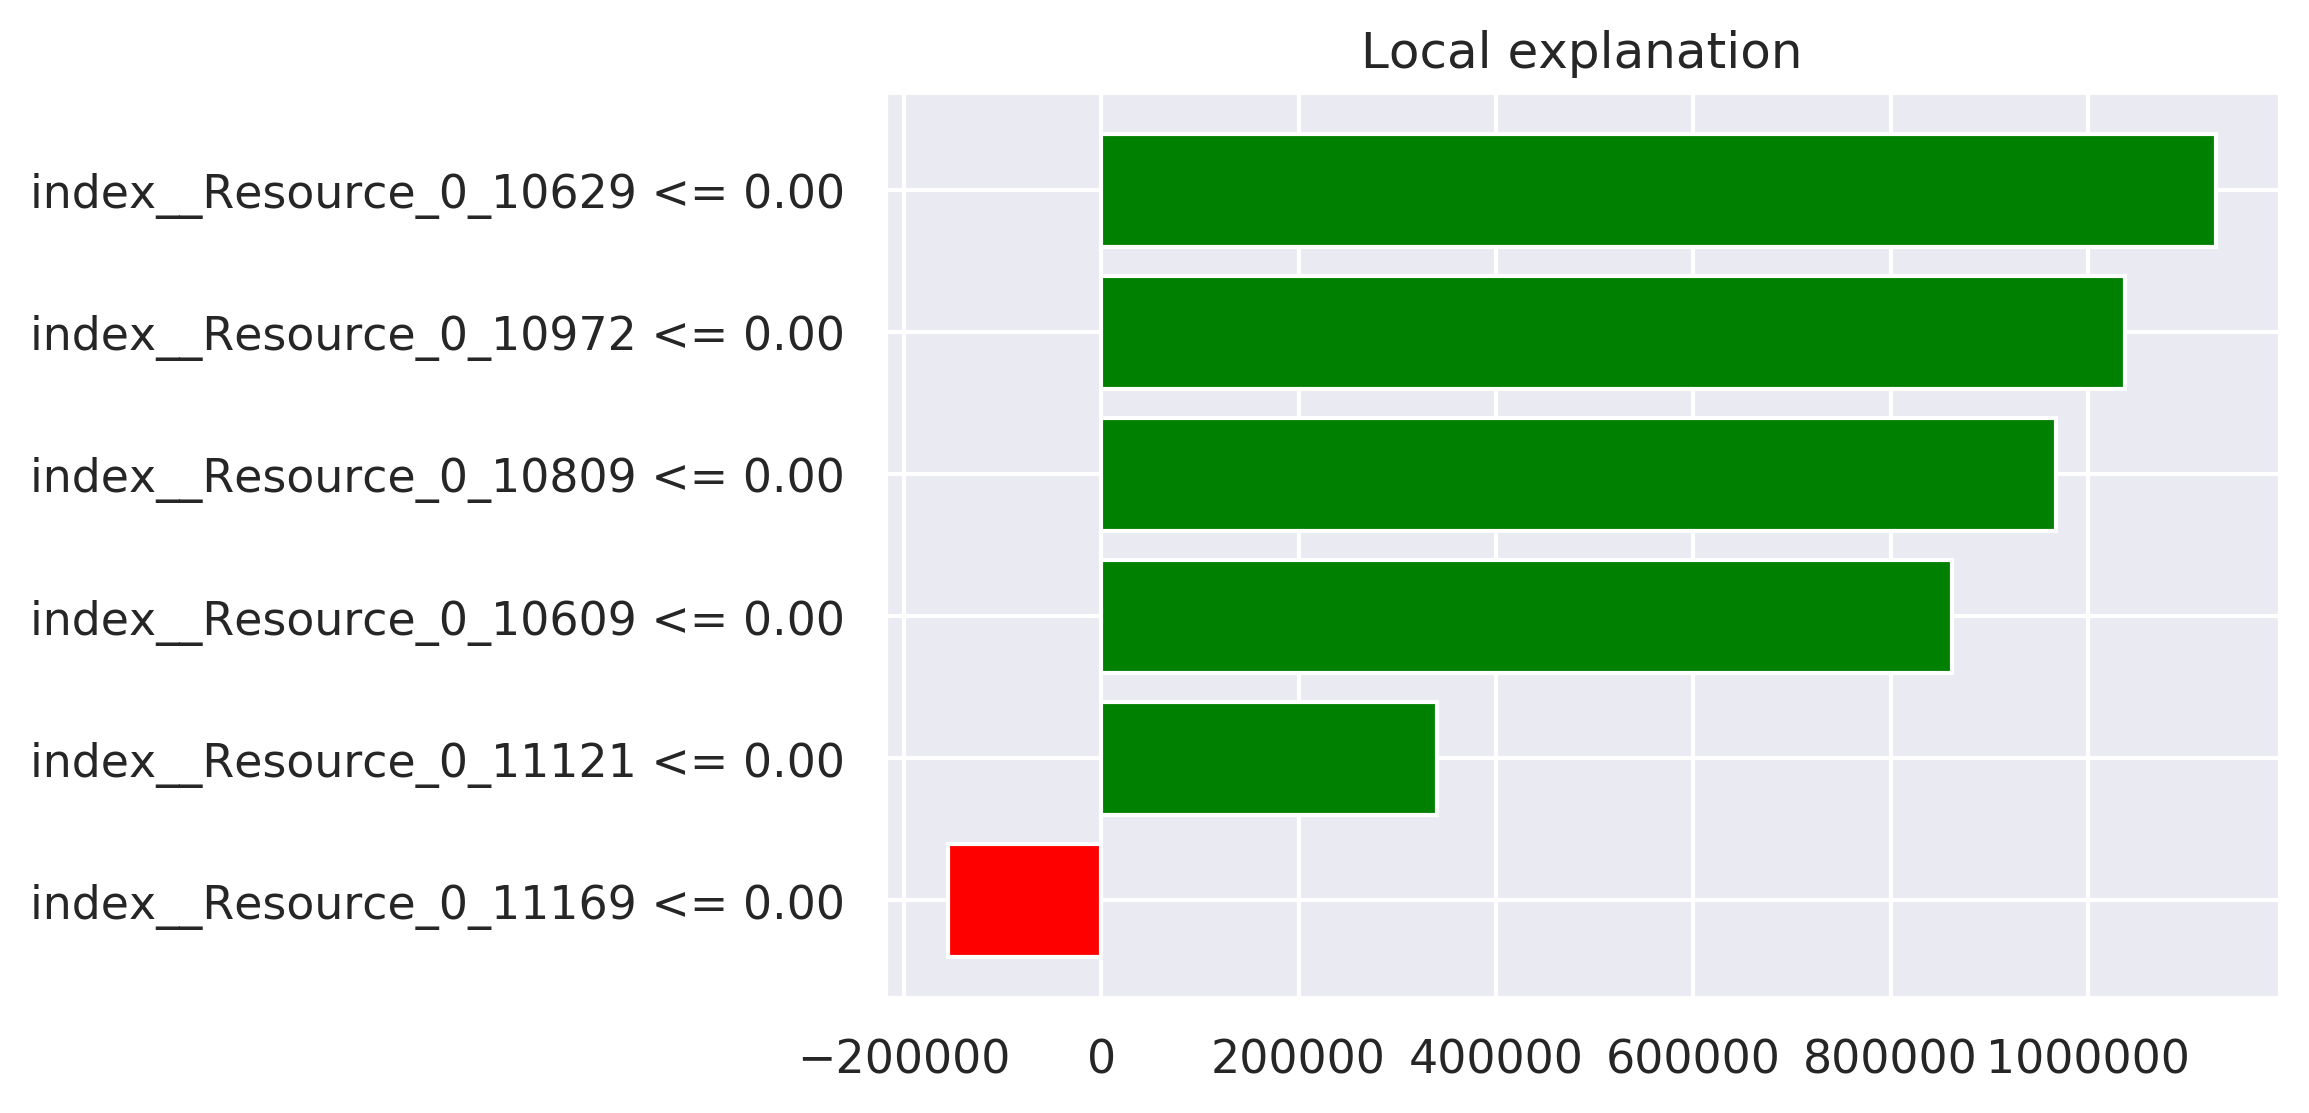 Local explanation
index__Resource_0_10629 <= 0.00
index__Resource_0_10972 <= 0.00
index__Resource_0_10809 <= 0.00
index__Resource_0_10609 <= 0.00
index__Resource_0_11121 <= 0.00
index__Resource_0_11169 <= 0.00
−200000 0 200000 400000 600000 800000 1000000